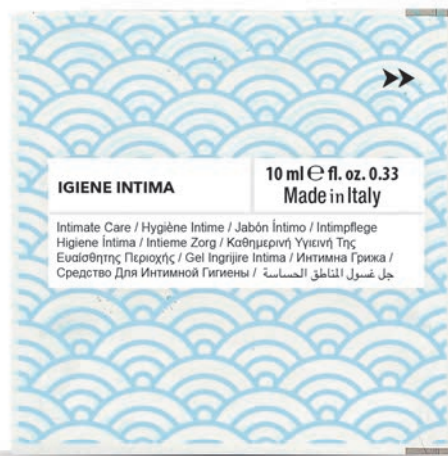 IGIENE INTIMA
10 ml ℮ fl. oz. 0.33
Made in Italy
Intimate Care / Hygiène Intime / Jabón Íntimo / Intimpflege
Higiene Íntima / Intieme Zorg / Καθημερινή Υγιεινή Της
Ευαίσθητης Περιοχής / Gel Ingrijire Intima / Интимна Грижа /
Средство Для Интимной Гигиены / جل غسول المناطق الحساسة